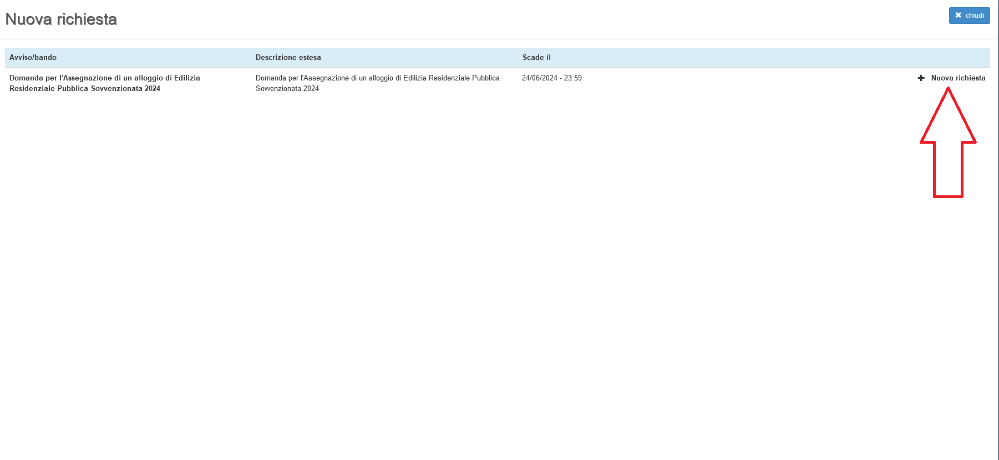 Nuova richiesta
chiudi
Avviso/bando
Descrizione estesa
Scade il
Domanda per l'Assegnazione di un alloggio di Edilizia
Residenziale Pubblica Sovvenzionata 2024
Domanda per l'Assegnazione di un alloggio di Edilizia Residenziale Pubblica
Sovvenzionata 2024
24/06/2024 - 23:59
Nuova richiesta